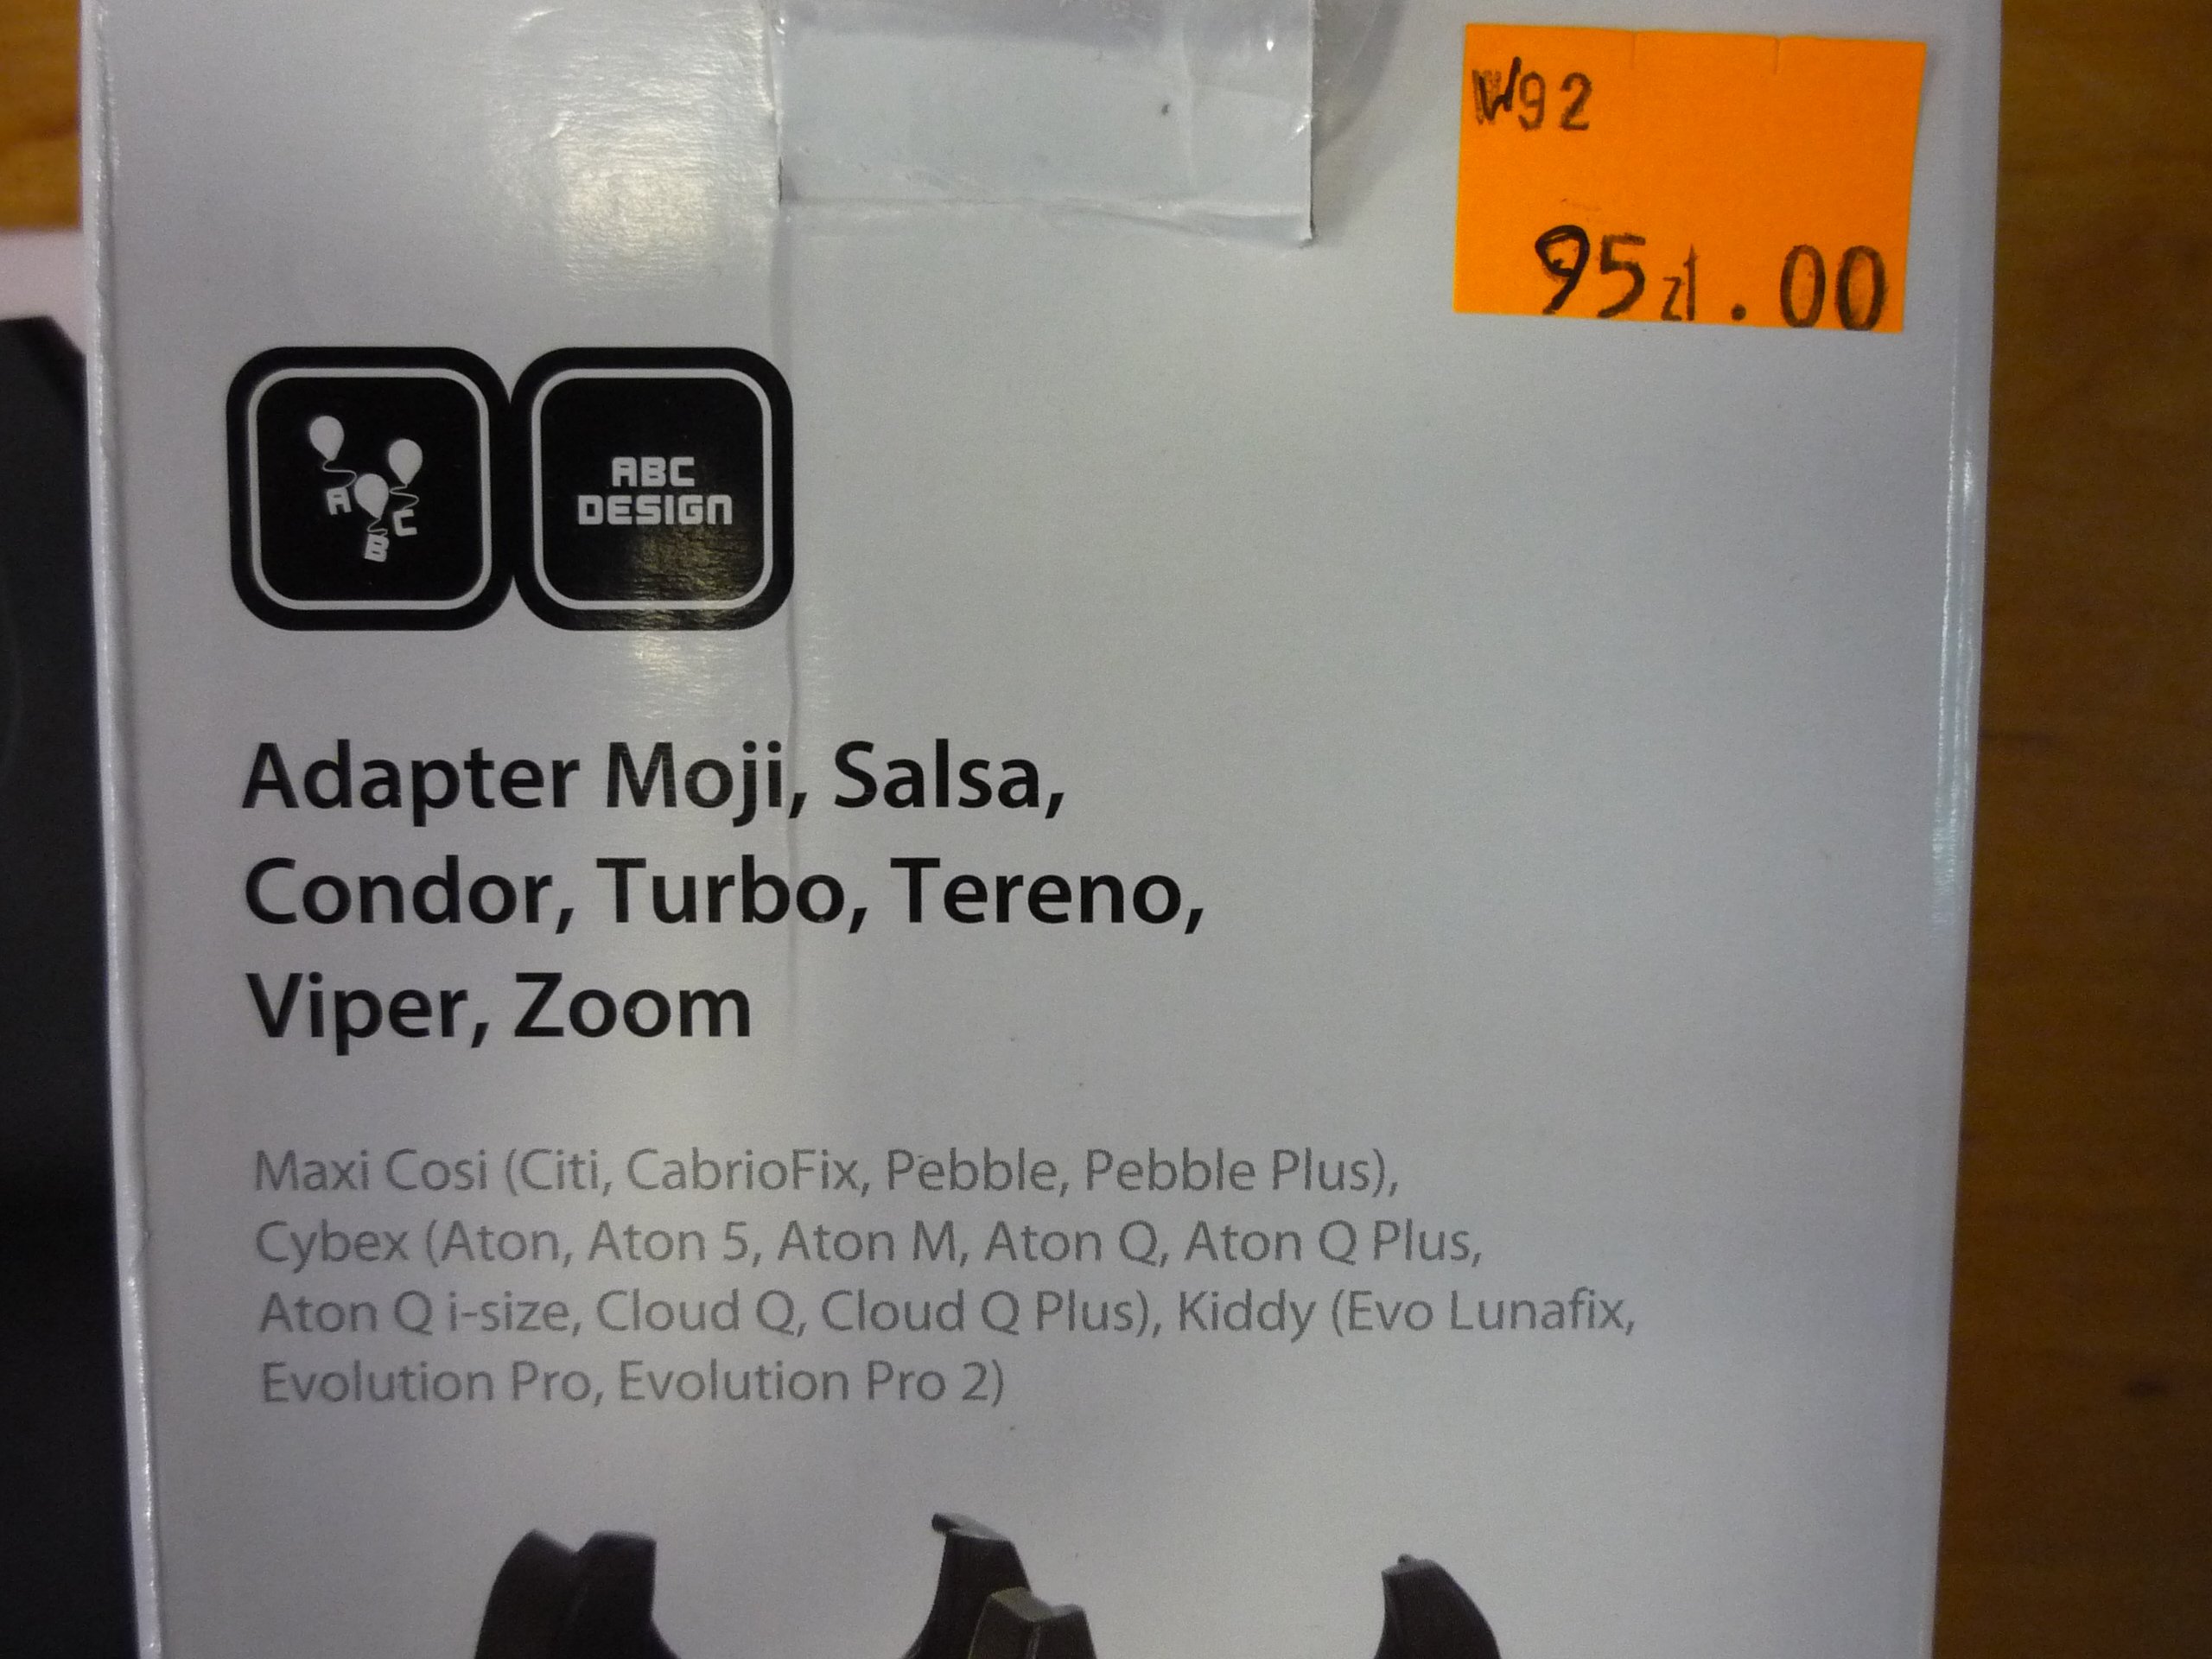 W92
95zł.00
A
C
B
ABC
DESIGN
Adapter Moji, Salsa,
Condor, Turbo, Tereno,
Viper, Zoom
Maxi Cosi (Citi, CabrioFix, Pebble, Pebble Plus),
Cybex (Aton, Aton 5, Aton M, Aton Q, Aton Q Plus,
Aton Q i-size, Cloud Q, Cloud Q Plus), Kiddy (Evo Lunafix,
Evolution Pro, Evolution Pro 2)